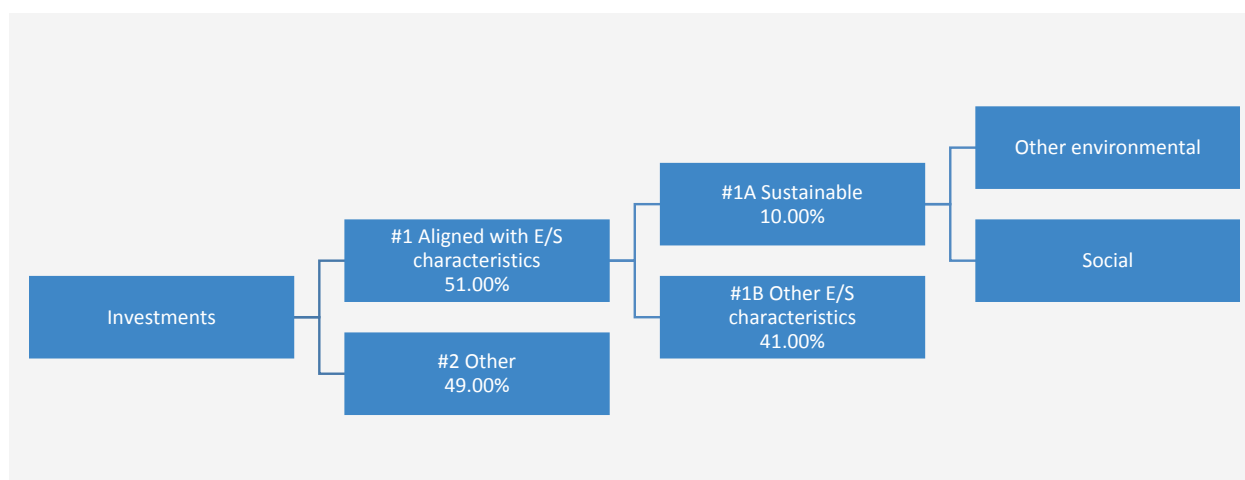 Investments
#1 Aligned with E/S
characteristics
51.00%
#2 Other
49.00%
#1A Sustainable
10.00%
#1B Other E/S
characteristics
41.00%
Other environmental
Social